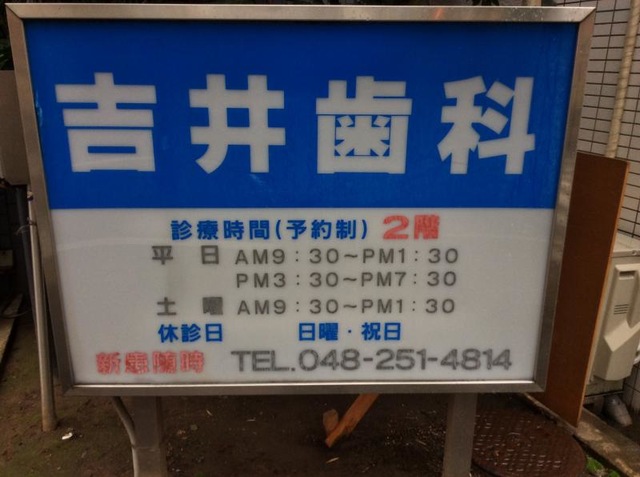 吉井歯科
診療時間(予約制) 2階
平日 AM9:30~PM1:30
PM3:30~PM7:30
土曜 AM9:30~PM1:30
休診日 日曜・祝日
新患随時 TEL.048-251-4814